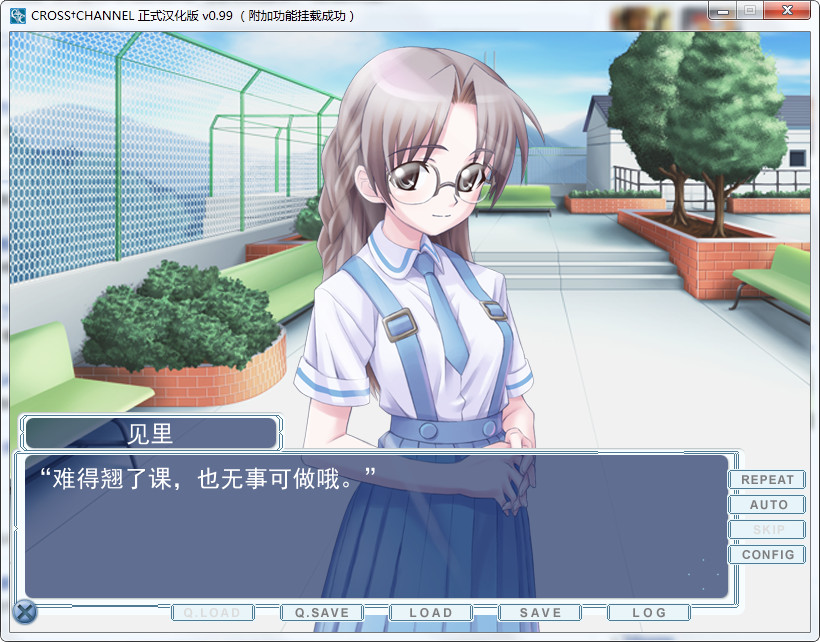 CROSS†CHANNEL 正式汉化版 v0.99 （ 附加功能挂载成功 ）
见里
“难得翘了课，也无事可做哦。”
REPEAT
AUTO
SKIP
CONFIG
Q.LOAD Q.SAVE LOAD SAVE LOG